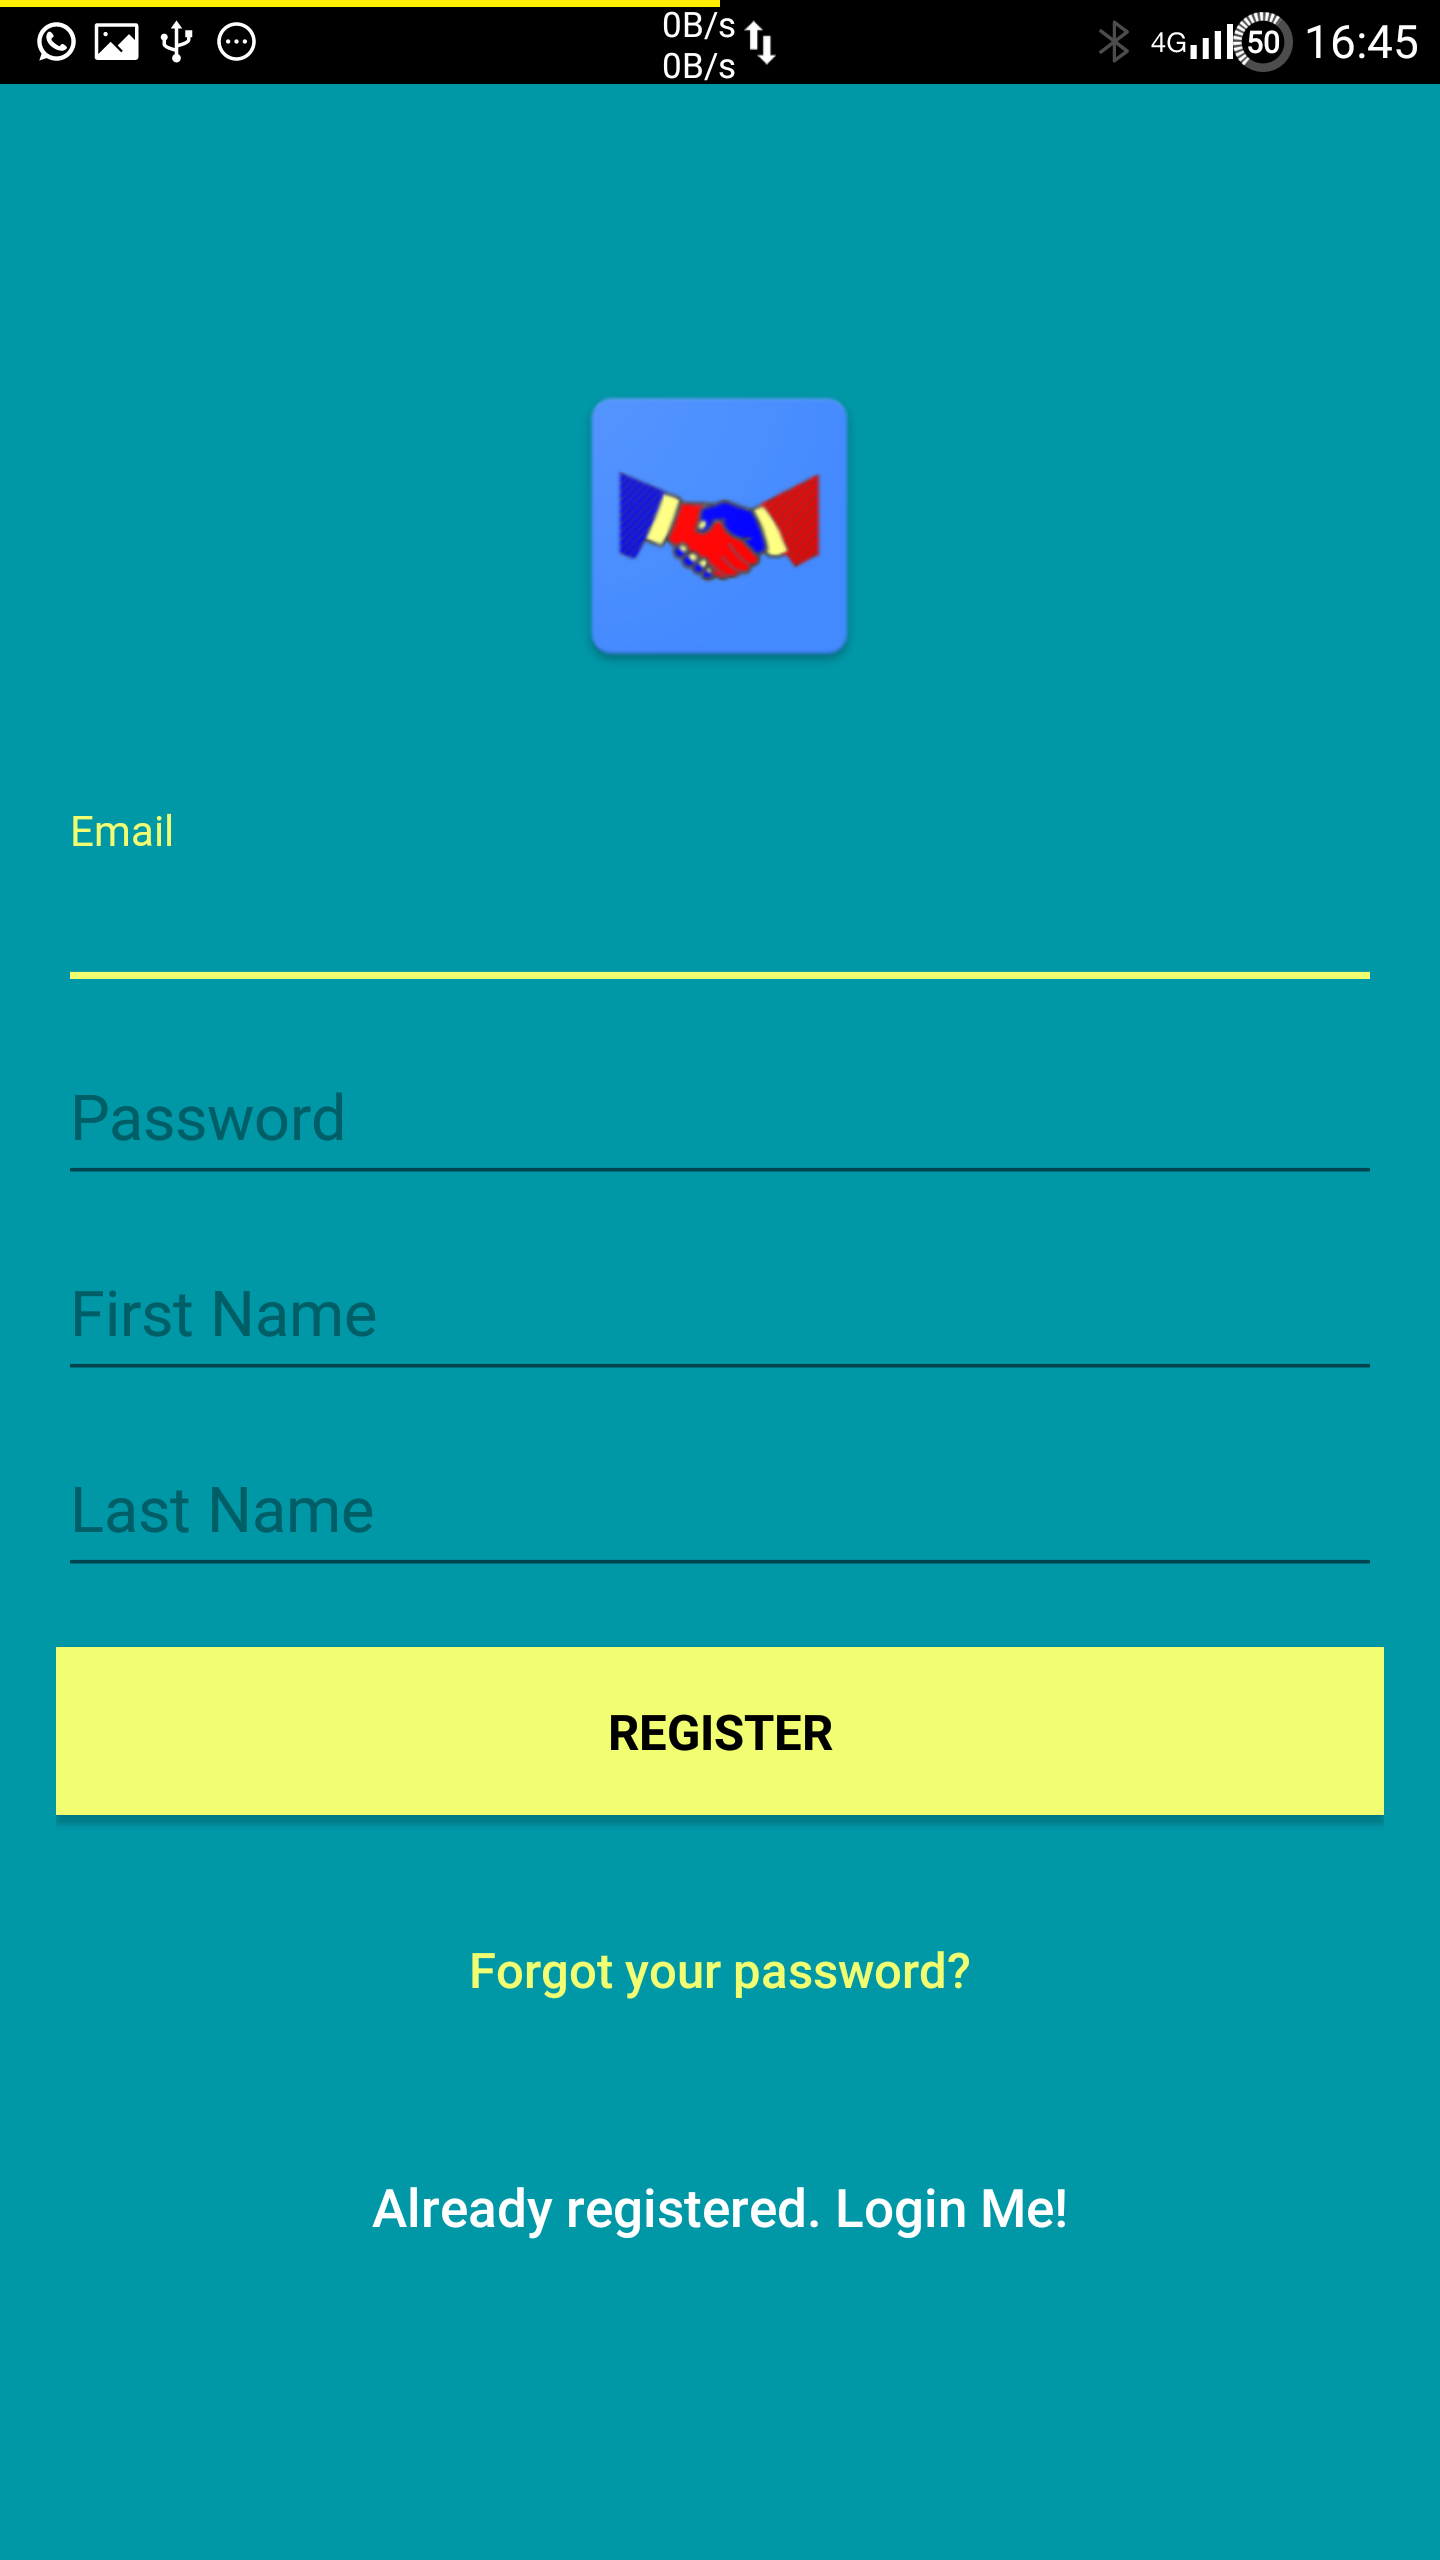 0B/s
0B/s
4G 50 16:45
Email
Password
First Name
Last Name
REGISTER
Forgot your password?
Already registered. Login Me!